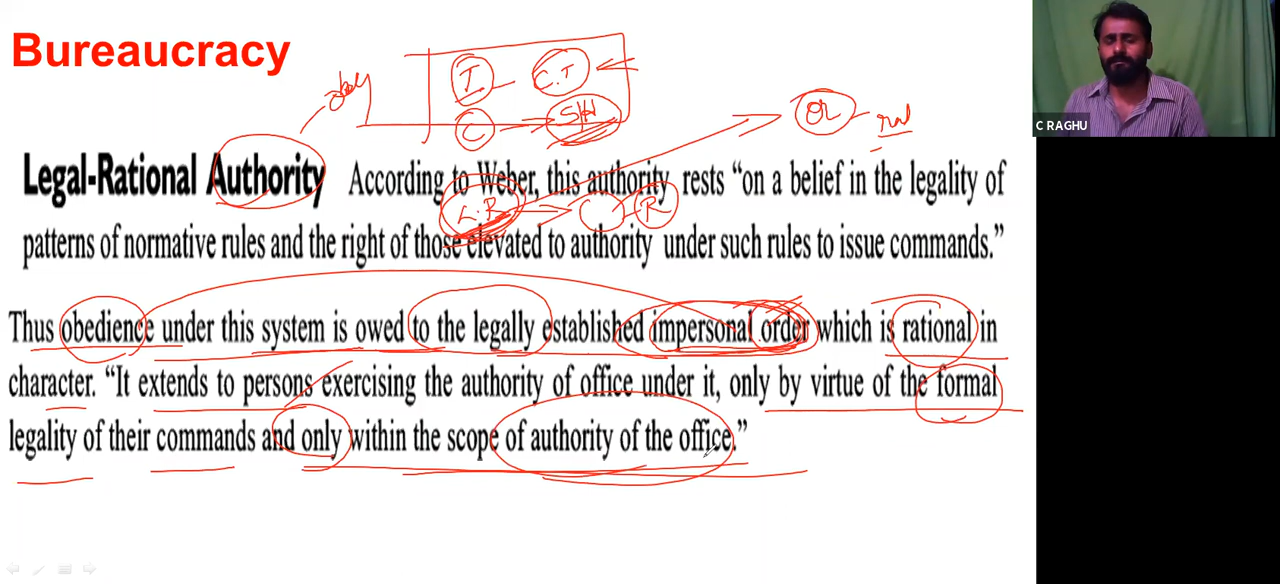 Bureaucracy
obey
T C.T
C SH
OR rul
C RAGHU
Legal-Rational Authority According to Weber, this authority rests “on a belief in the legality of
L.R R
patterns of normative rules and the right of those elevated to authority under such rules to issue commands.”
Thus obedience under this system is owed to the legally established impersonal order which is rational in
character. “It extends to persons exercising the authority of office under it, only by virtue of the formal
legality of their commands and only within the scope of authority of the office.”